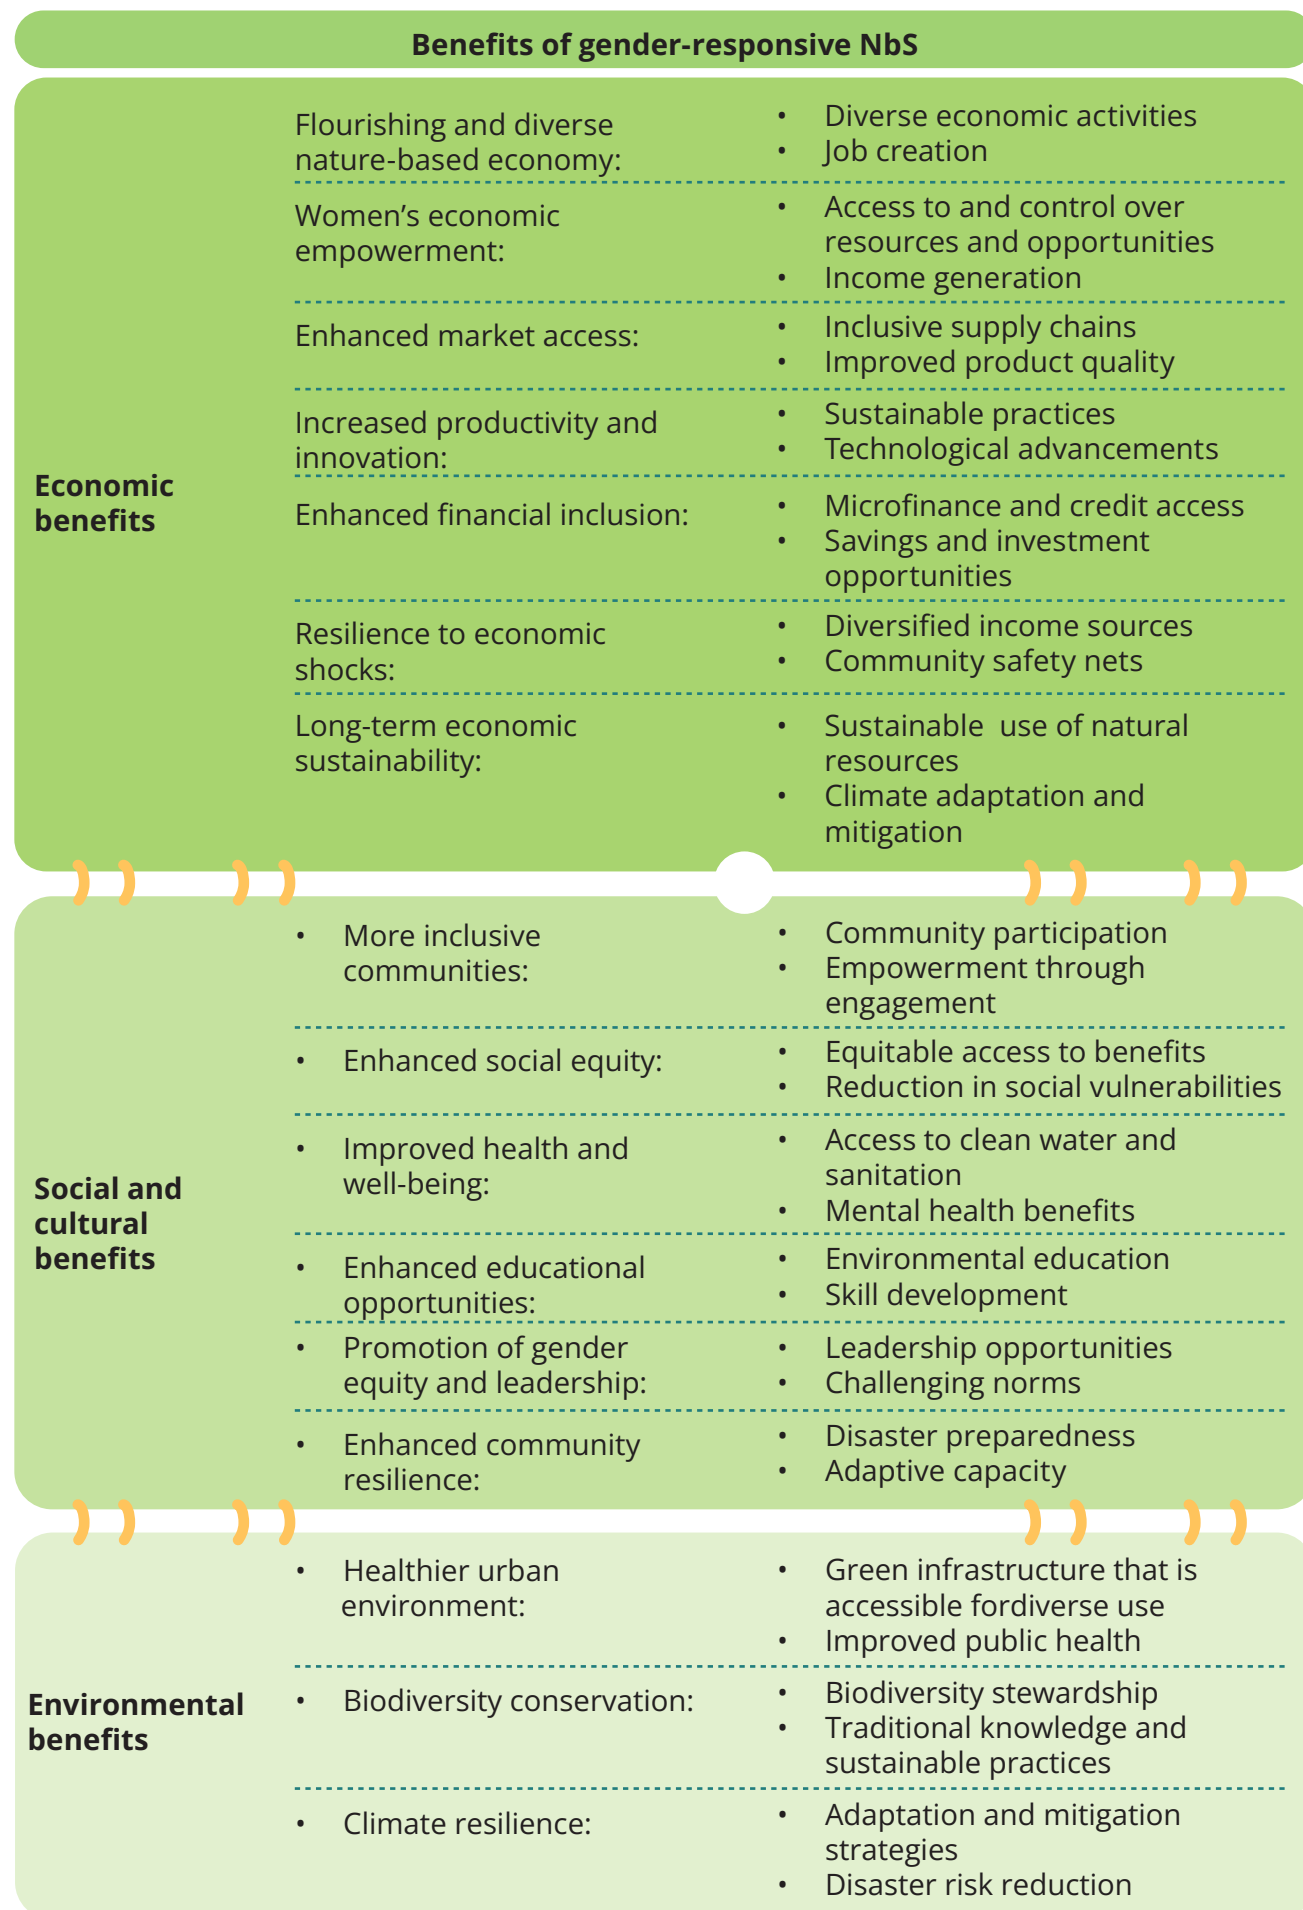 Benefits of gender-responsive NbS
Economic
benefits
Flourishing and diverse
nature-based economy:
• Diverse economic activities
• Job creation
Women’s economic
empowerment:
• Access to and control over
resources and opportunities
• Income generation
Enhanced market access:
• Inclusive supply chains
• Improved product quality
Increased productivity and
innovation:
• Sustainable practices
• Technological advancements
Enhanced financial inclusion:
• Microfinance and credit access
• Savings and investment
opportunities
Resilience to economic
shocks:
• Diversified income sources
• Community safety nets
Long-term economic
sustainability:
• Sustainable  use of natural
resources
• Climate adaptation and
mitigation
Social and
cultural
benefits
• More inclusive
communities:
• Community participation
• Empowerment through
engagement
• Enhanced social equity:
• Equitable access to benefits
• Reduction in social vulnerabilities
• Improved health and
well-being:
• Access to clean water and
sanitation
• Mental health benefits
• Enhanced educational
opportunities:
• Environmental education
• Skill development
• Promotion of gender
equity and leadership:
• Leadership opportunities
• Challenging norms
• Enhanced community
resilience:
• Disaster preparedness
• Adaptive capacity
Environmental
benefits
• Healthier urban
environment:
• Green infrastructure that is
accessible fordiverse use
• Improved public health
• Biodiversity conservation:
• Biodiversity stewardship
• Traditional knowledge and
sustainable practices
• Climate resilience:
• Adaptation and mitigation
strategies
• Disaster risk reduction